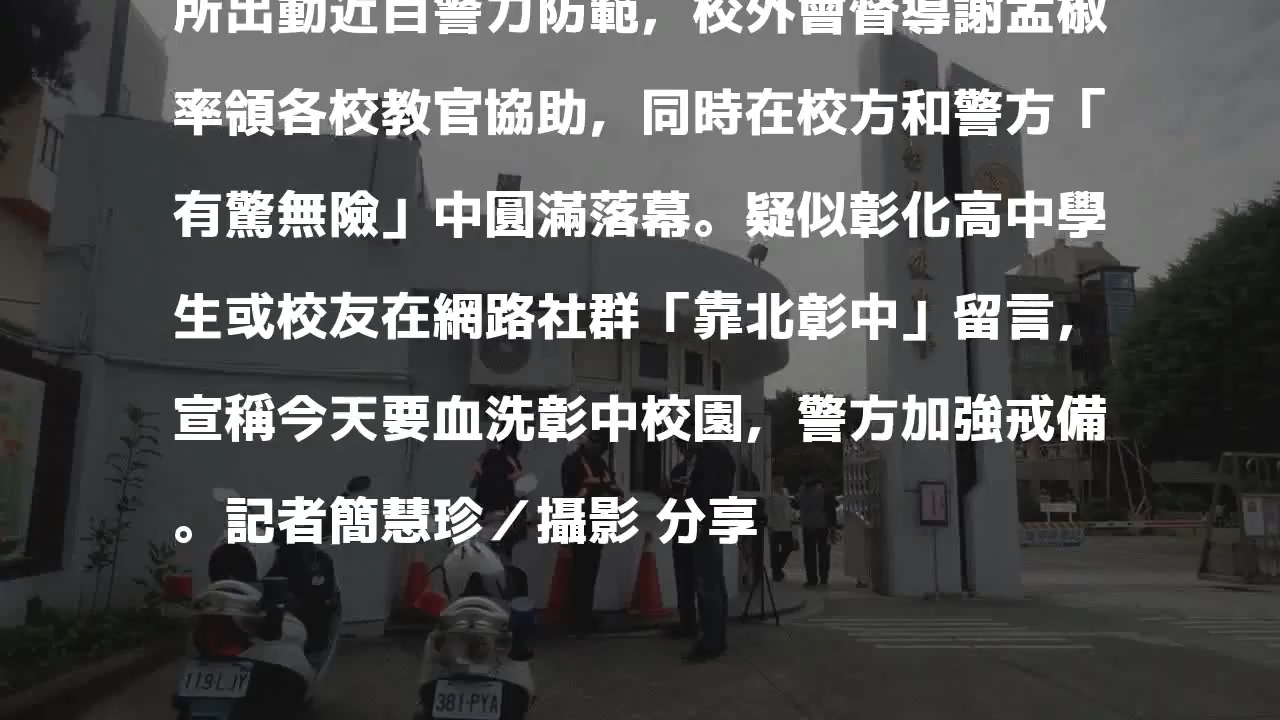 所出動近百警力防範，校外會督導謝孟椒
率領各校教官協助，同時在校方和警方「
有驚無險」中圓滿落幕。疑似彰化高中學
生或校友在網路社群「靠北彰中」留言，
宣稱今天要血洗彰中校園，警方加強戒備
。記者簡慧珍／攝影 分享
119-LJY
381-PYA